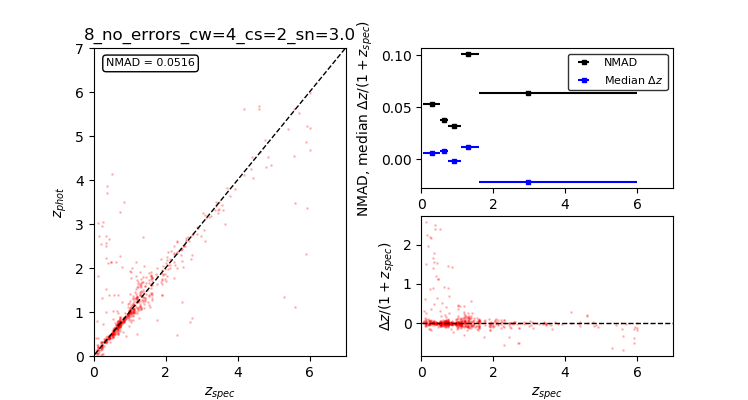 8_no_errors_cw=4_cs=2_sn=3.0
NMAD = 0.0516
7
6
5
4
3
2
1
0
z_phot
0 2 4 6
z_spec
NMAD, median Δz/(1 + z_spec)
0.10
0.05
0.00
NMAD
Median Δz
0 2 4 6
Δz/(1 + z_spec)
2
1
0
0 2 4 6
z_spec